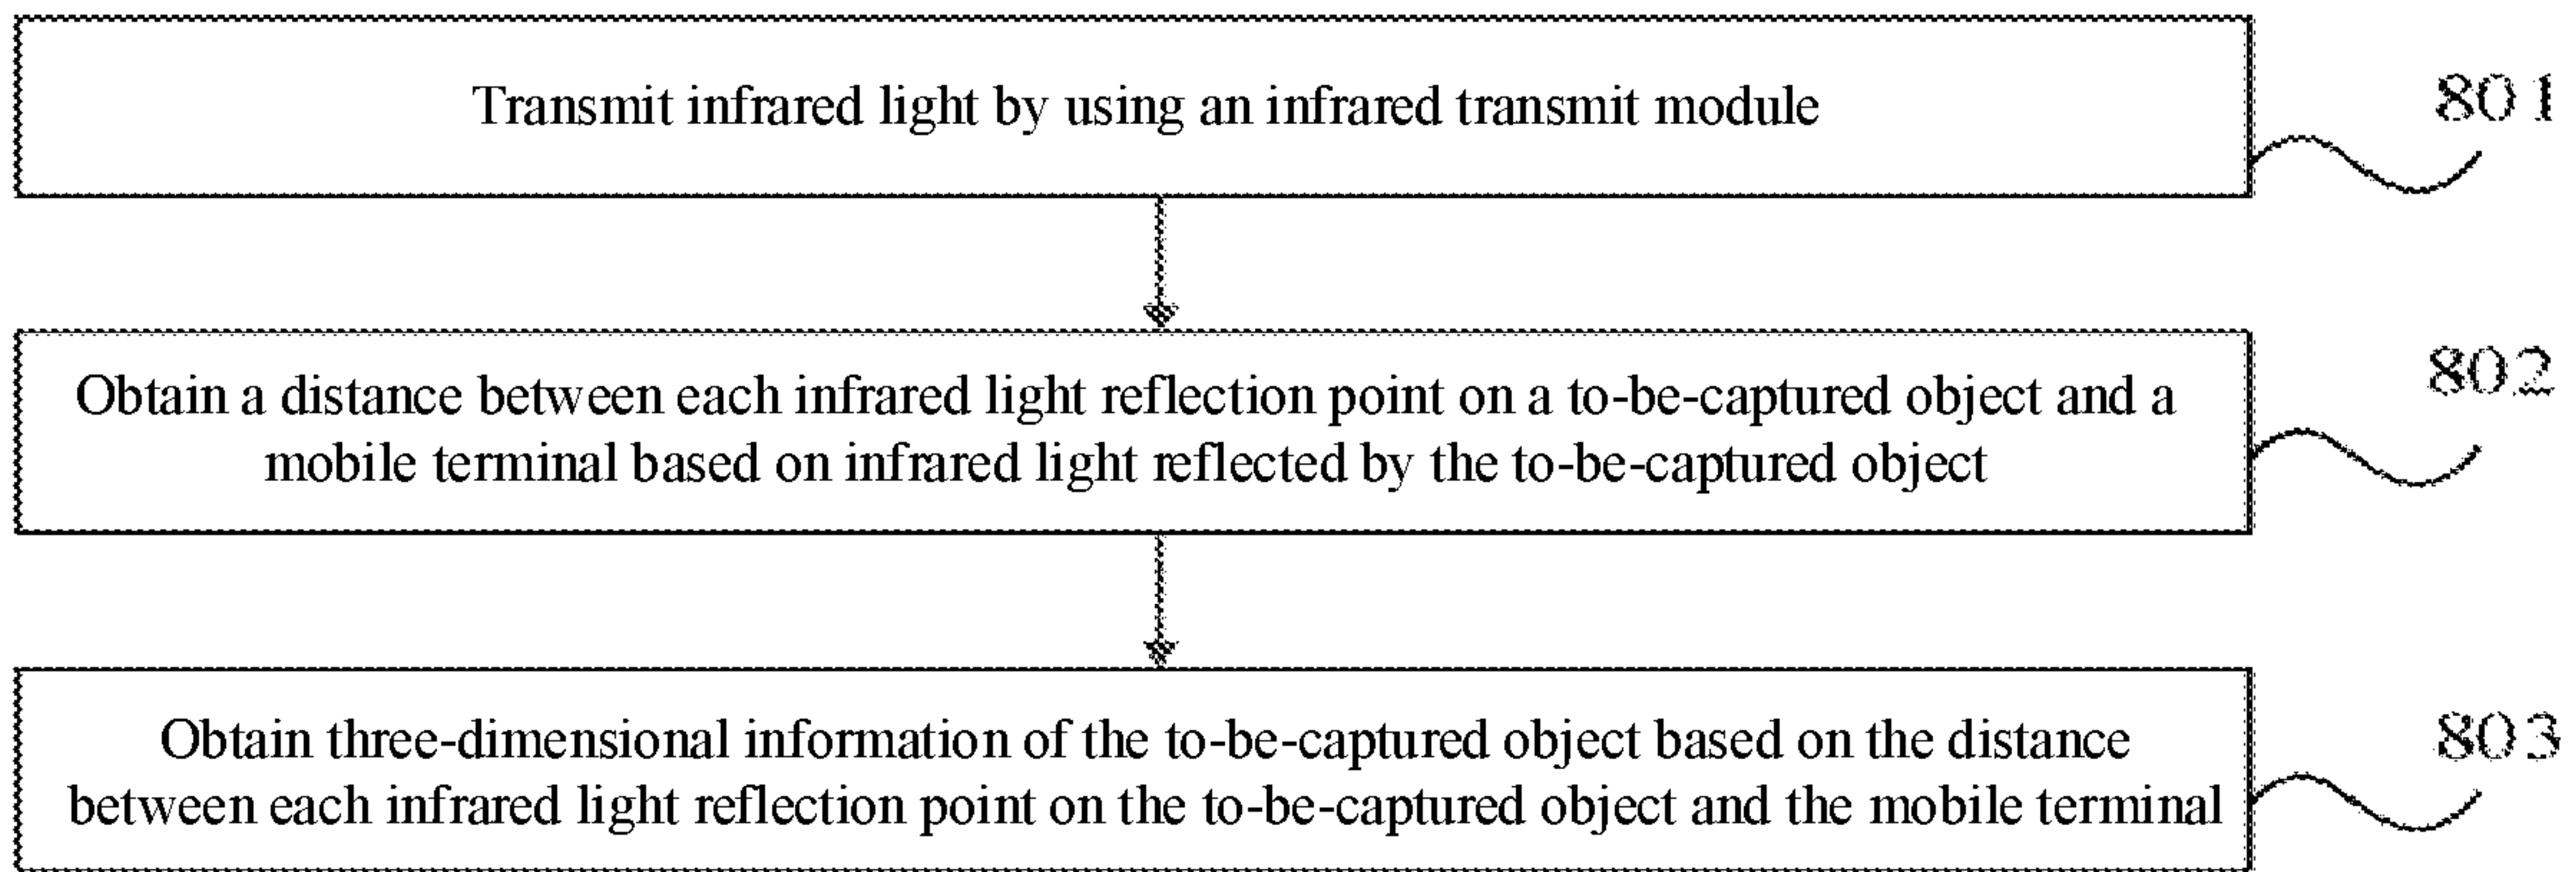 Transmit infrared light by using an infrared transmit module
801
Obtain a distance between each infrared light reflection point on a to-be-captured object and a
mobile terminal based on infrared light reflected by the to-be-captured object
802
Obtain three-dimensional information of the to-be-captured object based on the distance
between each infrared light reflection point on the to-be-captured object and the mobile terminal
803